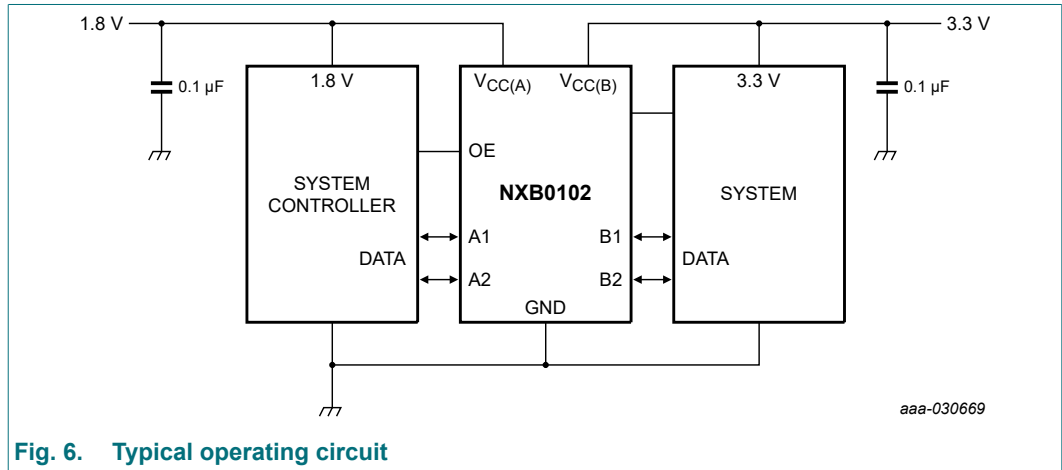 1.8 V
3.3 V
0.1 µF
1.8 V
VCC(A)
VCC(B)
3.3 V
0.1 µF
OE
SYSTEM
CONTROLLER
NXB0102
SYSTEM
A1
B1
DATA
DATA
A2
B2
GND
aaa-030669
Fig. 6. Typical operating circuit